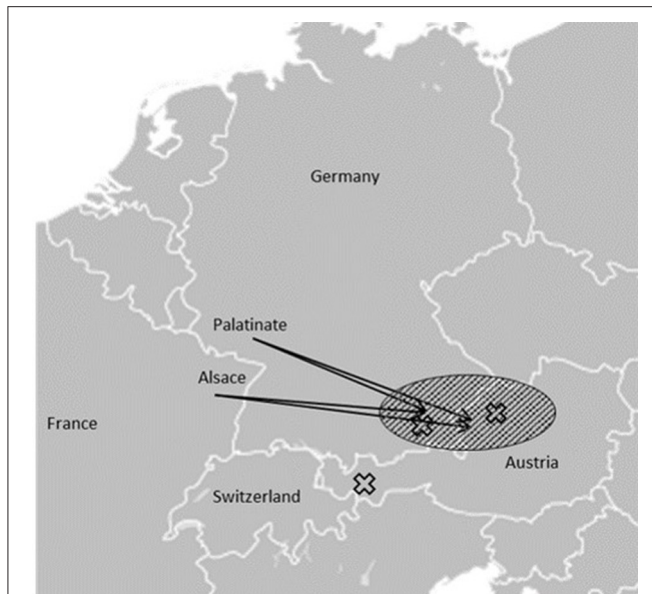 Germany
Palatinate
Alsace
France
Austria
Switzerland